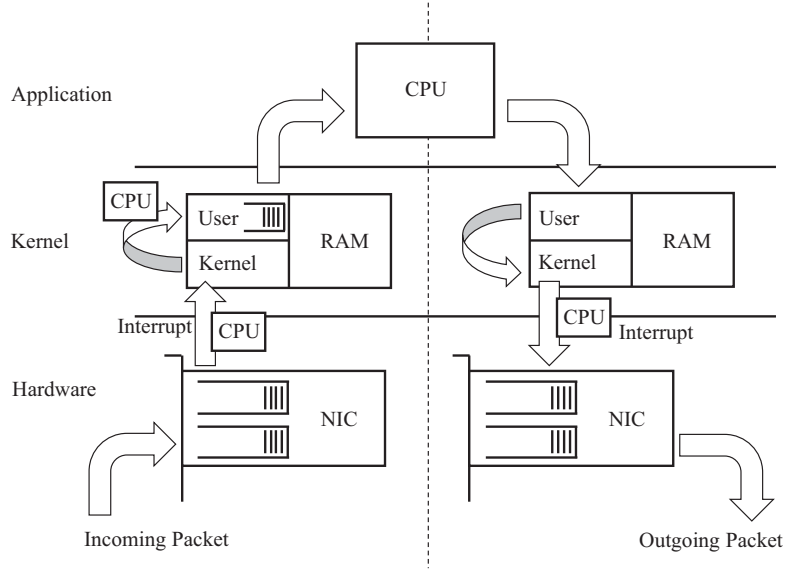 CPU
Application
CPU
User
RAM
Kernel
Kernel
User
RAM
Kernel
Interrupt
CPU
CPU
Interrupt
Hardware
NIC
NIC
Incoming Packet
Outgoing Packet